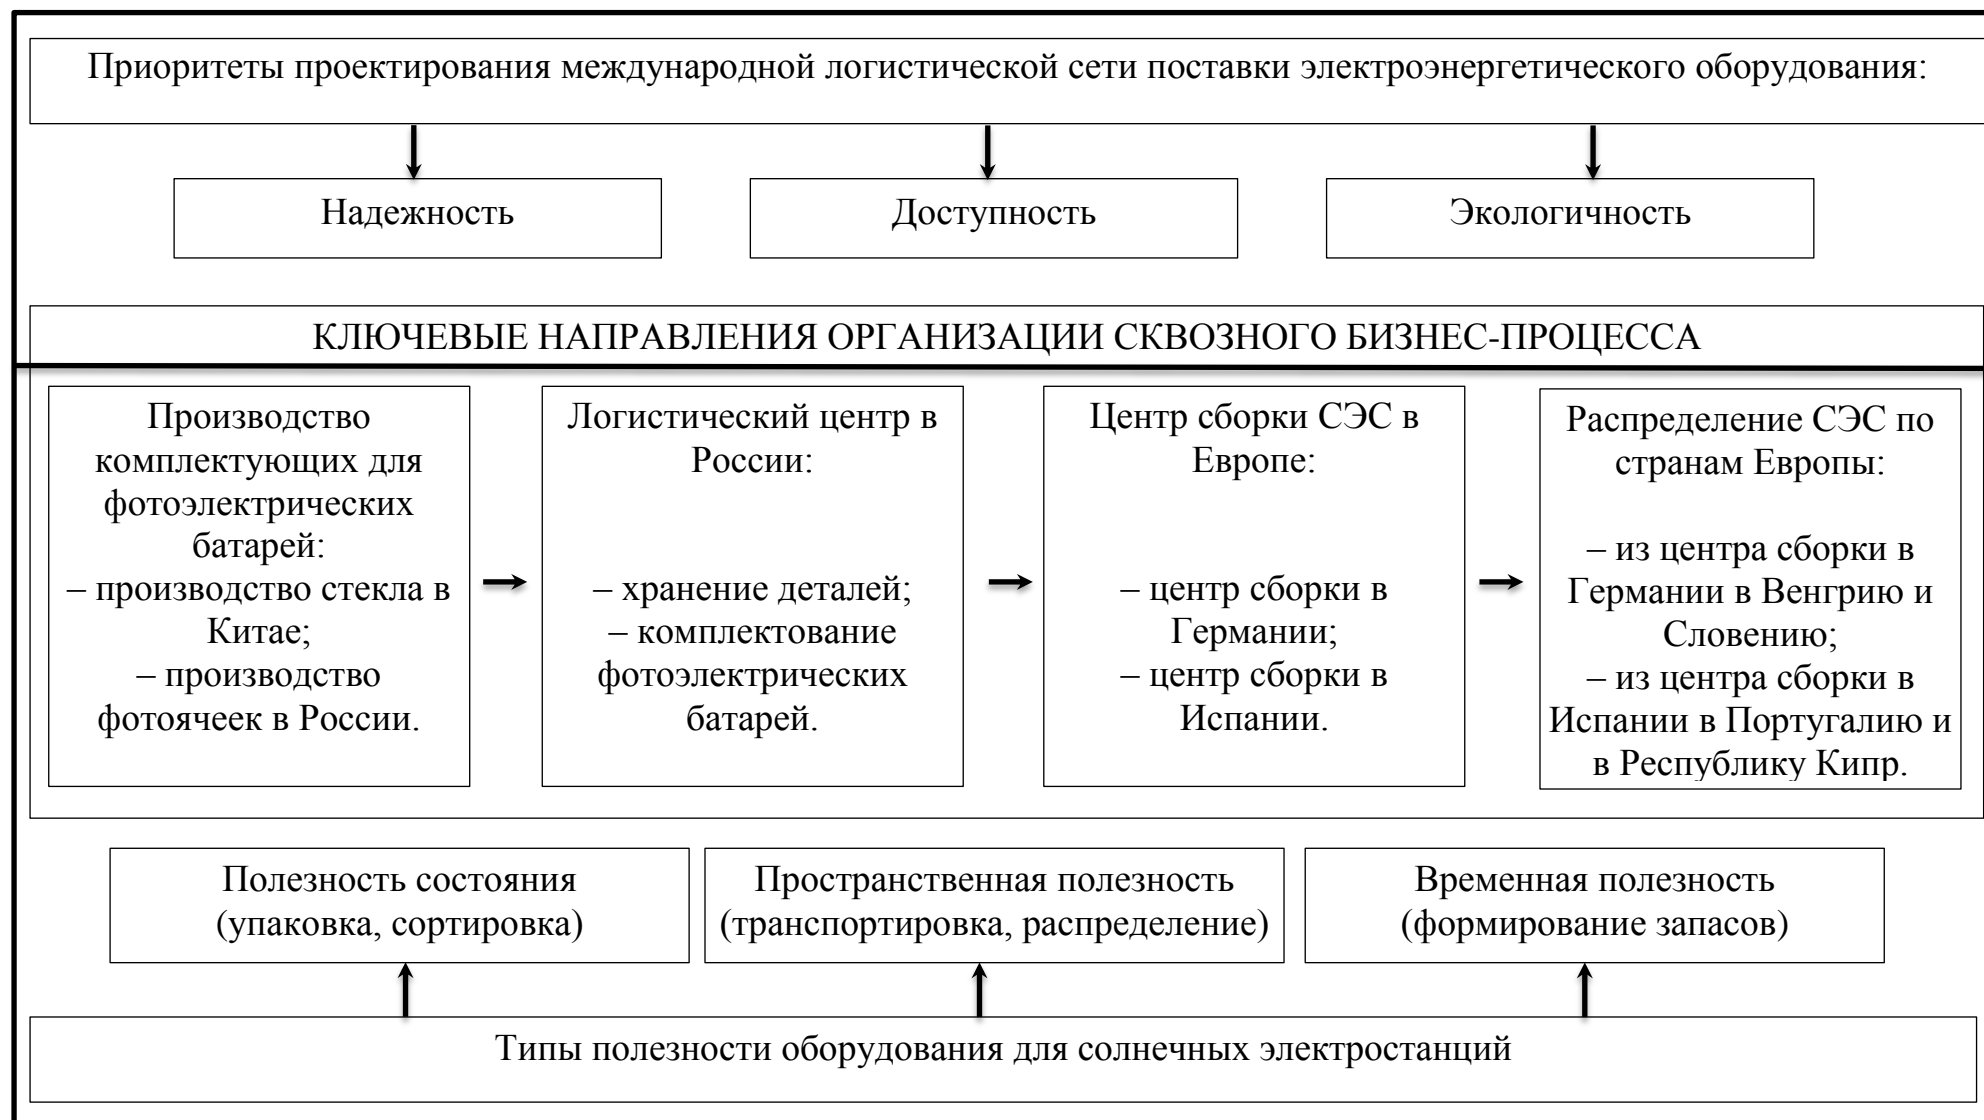 Приоритеты проектирования международной логистической сети поставки электроэнергетического оборудования:
Надежность
Доступность
Экологичность
КЛЮЧЕВЫЕ НАПРАВЛЕНИЯ ОРГАНИЗАЦИИ СКВОЗНОГО БИЗНЕС-ПРОЦЕССА
Производство
комплектующих для
фотоэлектрических
батарей:
– производство стекла в
Китае;
– производство
фотоячеек в России.
Логистический центр в
России:
– хранение деталей;
– комплектование
фотоэлектрических
батарей.
Центр сборки СЭС в
Европе:
– центр сборки в
Германии;
– центр сборки в
Испании.
Распределение СЭС по
странам Европы:
– из центра сборки в
Германии в Венгрию и
Словению;
– из центра сборки в
Испании в Португалию и
в Республику Кипр.
Полезность состояния
(упаковка, сортировка)
Пространственная полезность
(транспортировка, распределение)
Временная полезность
(формирование запасов)
Типы полезности оборудования для солнечных электростанций